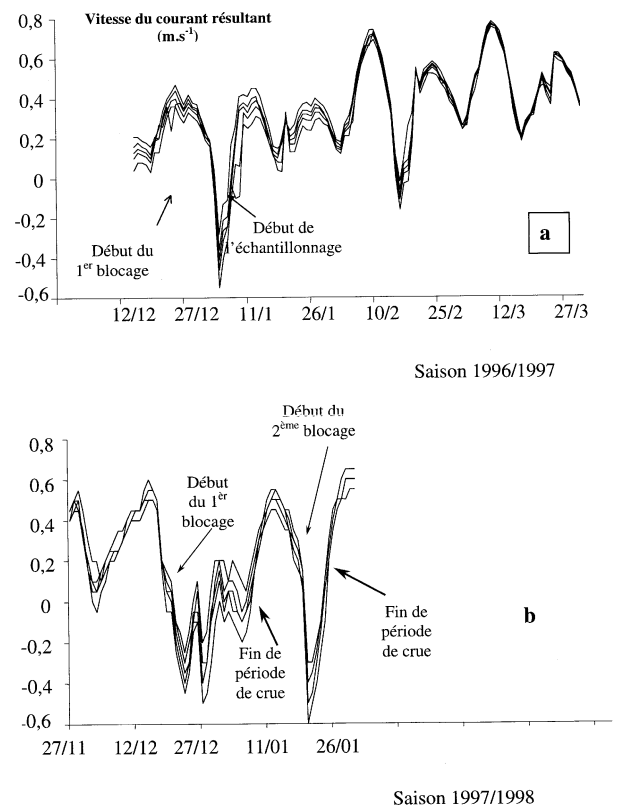 Vitesse du courant résultant
(m.s⁻¹)
0,8
0,6
0,4
0,2
0
-0,2
-0,4
-0,6
Début du
1er blocage
Début de
l'échantillonnage
a
12/12 27/12 11/1 26/1 10/2 25/2 12/3 27/3
Saison 1996/1997
0,8
0,6
0,4
0,2
0
-0,2
-0,4
-0,6
Début du
2ème blocage
Début
du 1èr
blocage
Fin de
période
de crue
Fin de
période
de crue
b
27/11 12/12 27/12 11/01 26/01
Saison 1997/1998